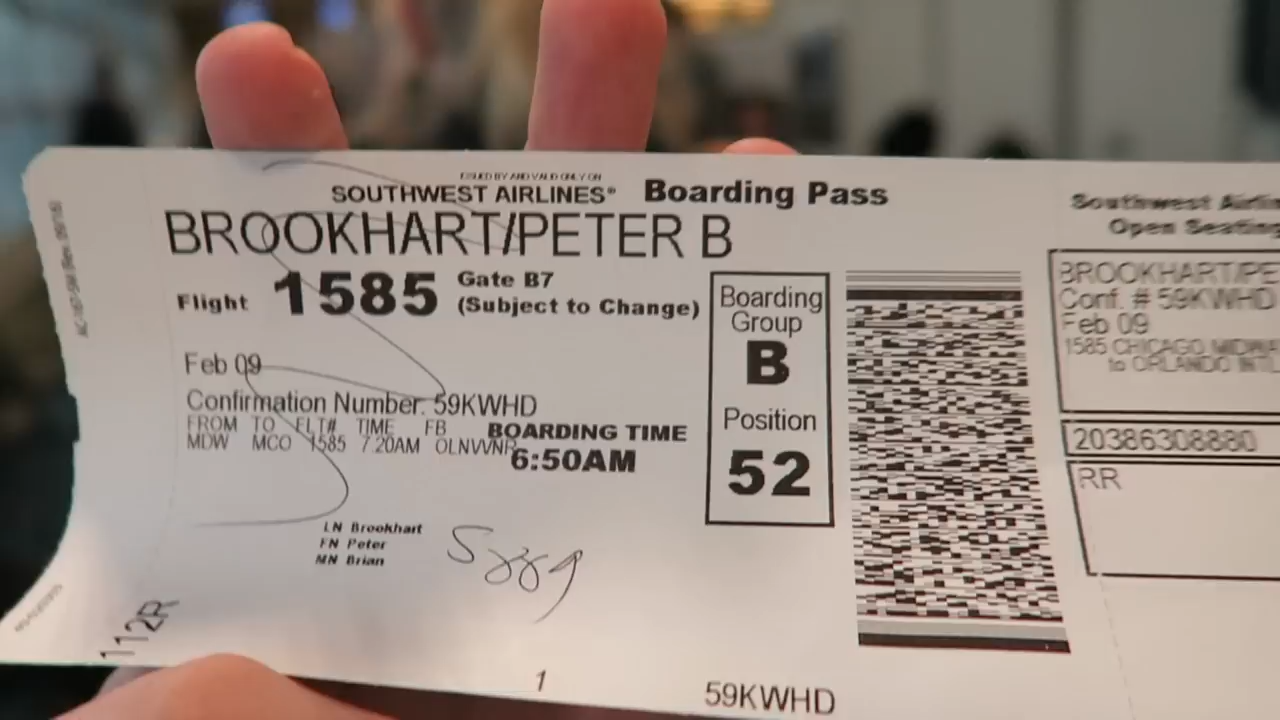 ISSUED BY AND VALID ONLY ON
SOUTHWEST AIRLINES® Boarding Pass
BROOKHART/PETER B
Flight 1585 Gate B7
(Subject to Change)
Boarding
Group
B
Position
52
Feb 09
Confirmation Number: 59KWHD
FROM TO FLT# TIME FB
MDW MCO 1585 7:20AM OLNVVNR
BOARDING TIME
6:50AM
LN Brookhart
FN Peter
MN Brian
112R
1
59KWHD
Southwest Airlin
Open Seating
BROOKHART/PE
Conf. # 59KWHD
Feb 09
1585 CHICAGO MIDWA
to ORLANDO INTL
20386308880
RR